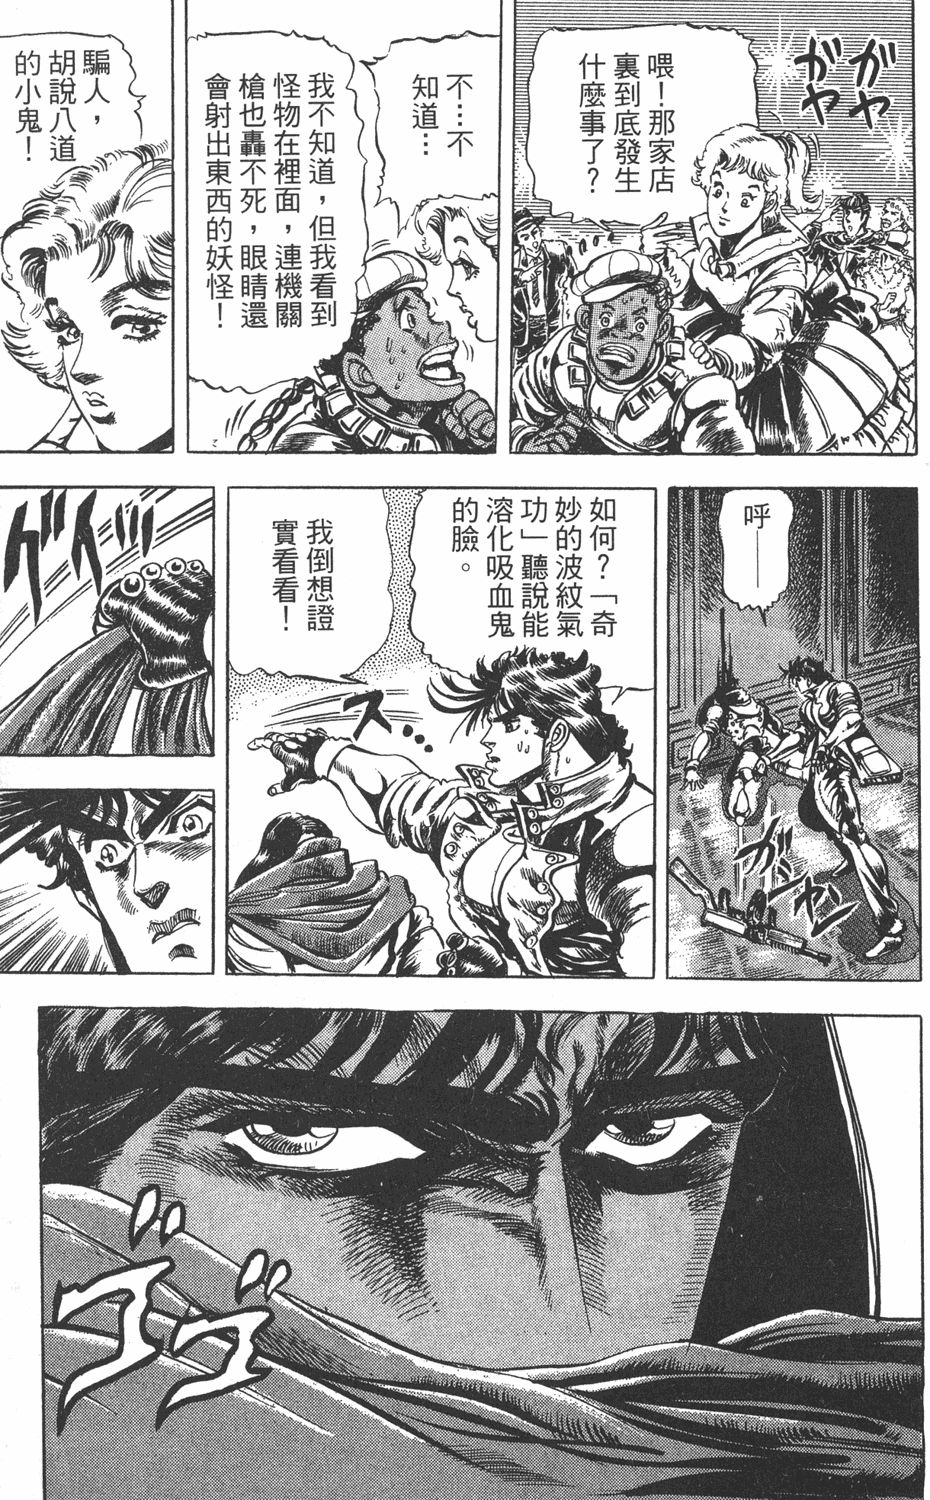 ガヤ
ガヤ
喂！那家店
裏到底發生
什麼事了？
不…不
知道…
我不知道，但我看到
怪物在裡面，連機關
槍也轟不死，眼睛還
會射出東西的妖怪！
騙人，
胡說八道
的小鬼！
呼──
ガシャン
如何？「奇
妙的波紋氣
功」聽說能
溶化吸血鬼
的臉。
我倒想證
實看看！
ス…
グイッ
ゴゴゴ